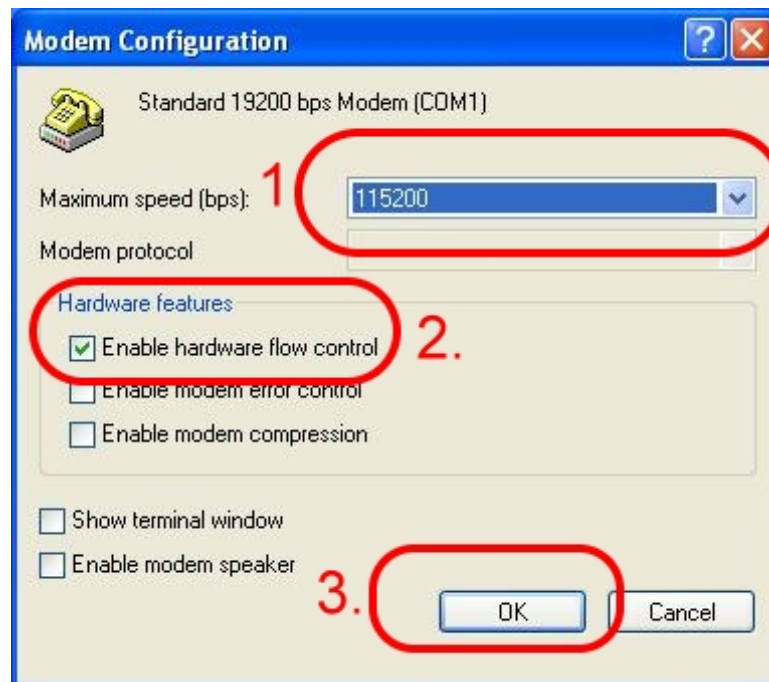 Modem Configuration
Standard 19200 bps Modem (COM1)
1
Maximum speed (bps): 115200
Modem protocol
Hardware features
Enable hardware flow control
2.
Enable modem error control
Enable modem compression
Show terminal window
Enable modem speaker
3.
OK Cancel